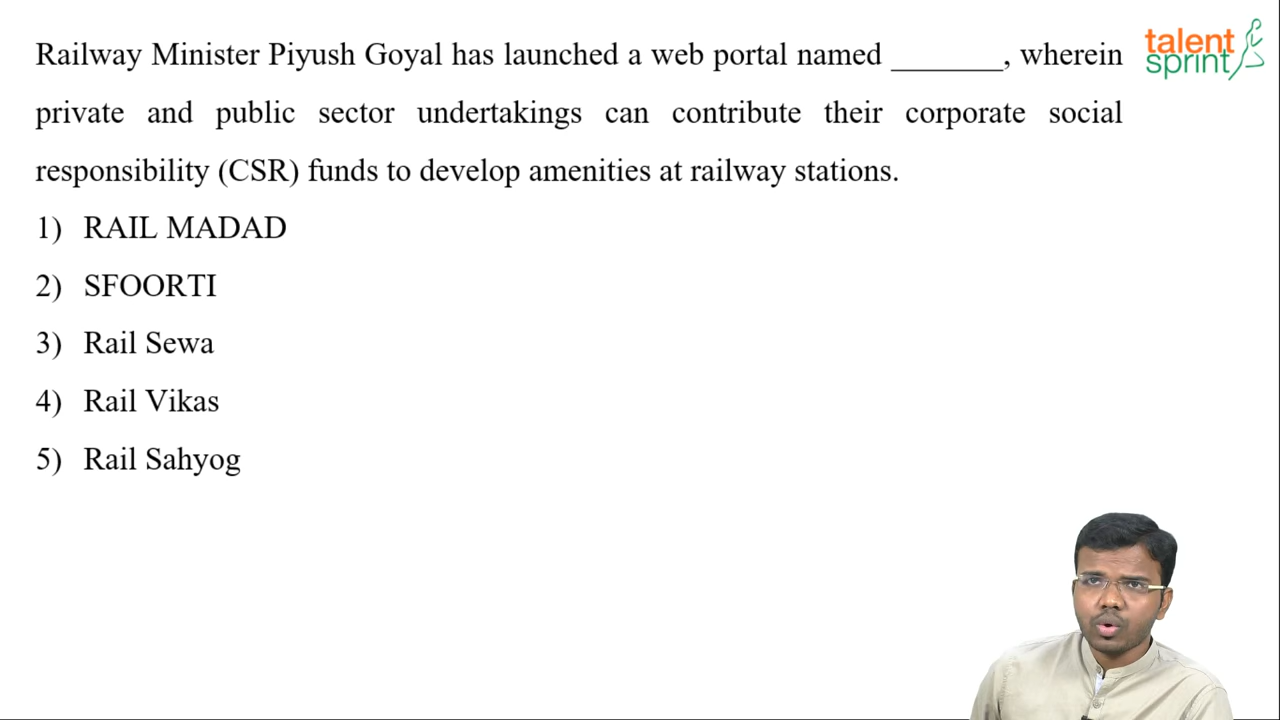 Railway Minister Piyush Goyal has launched a web portal named _______, wherein
private and public sector undertakings can contribute their corporate social
responsibility (CSR) funds to develop amenities at railway stations.
1) RAIL MADAD
2) SFOORTI
3) Rail Sewa
4) Rail Vikas
5) Rail Sahyog
talent
sprint